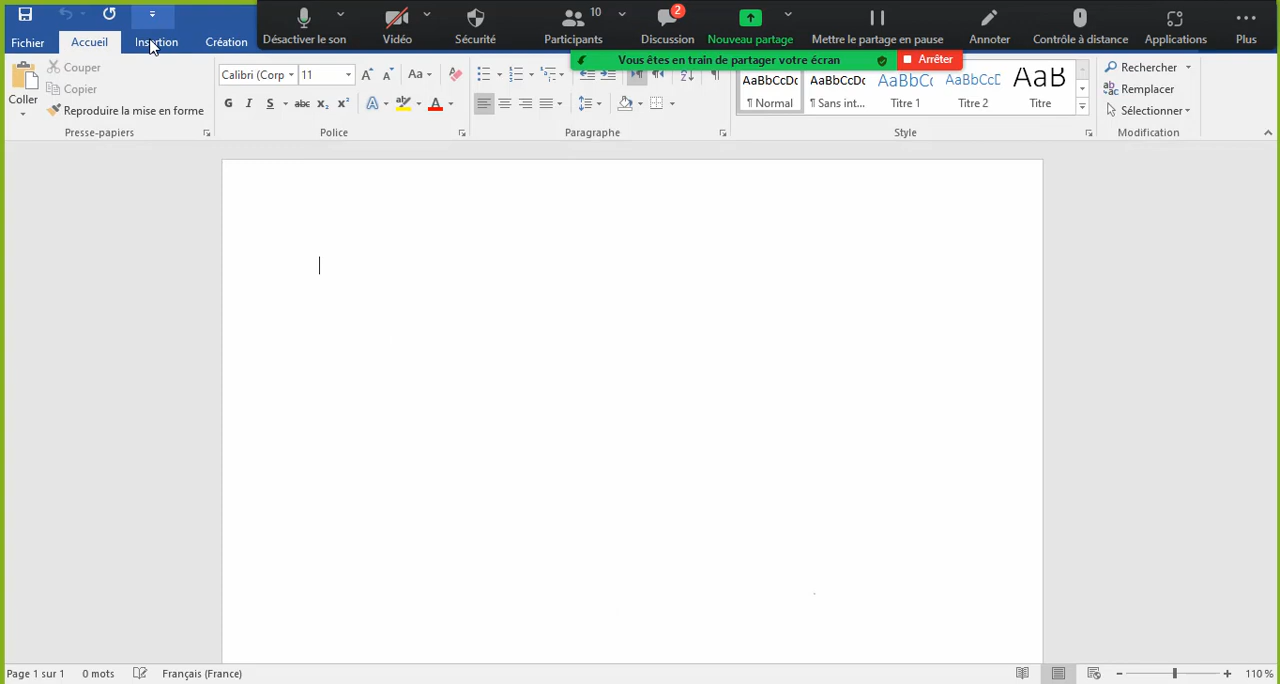 Désactiver le son
Vidéo
Sécurité
Participants
10
Discussion
2
Nouveau partage
Mettre le partage en pause
Annoter
Contrôle à distance
Applications
Plus
Fichier
Accueil
Insertion
Création
Vous êtes en train de partager votre écran
Arrêter
Coller
Couper
Copier
Reproduire la mise en forme
Presse-papiers
Calibri (Corp
11
Aa
G I S abc X₂ X²
A ab A
Police
Paragraphe
AaBbCcDc
¶ Normal
AaBbCcDc
¶ Sans int...
AaBbC(
Titre 1
AaBbCcE
Titre 2
AaB
Titre
Style
Rechercher
Remplacer
Sélectionner
Modification
Page 1 sur 1
0 mots
Français (France)
110 %